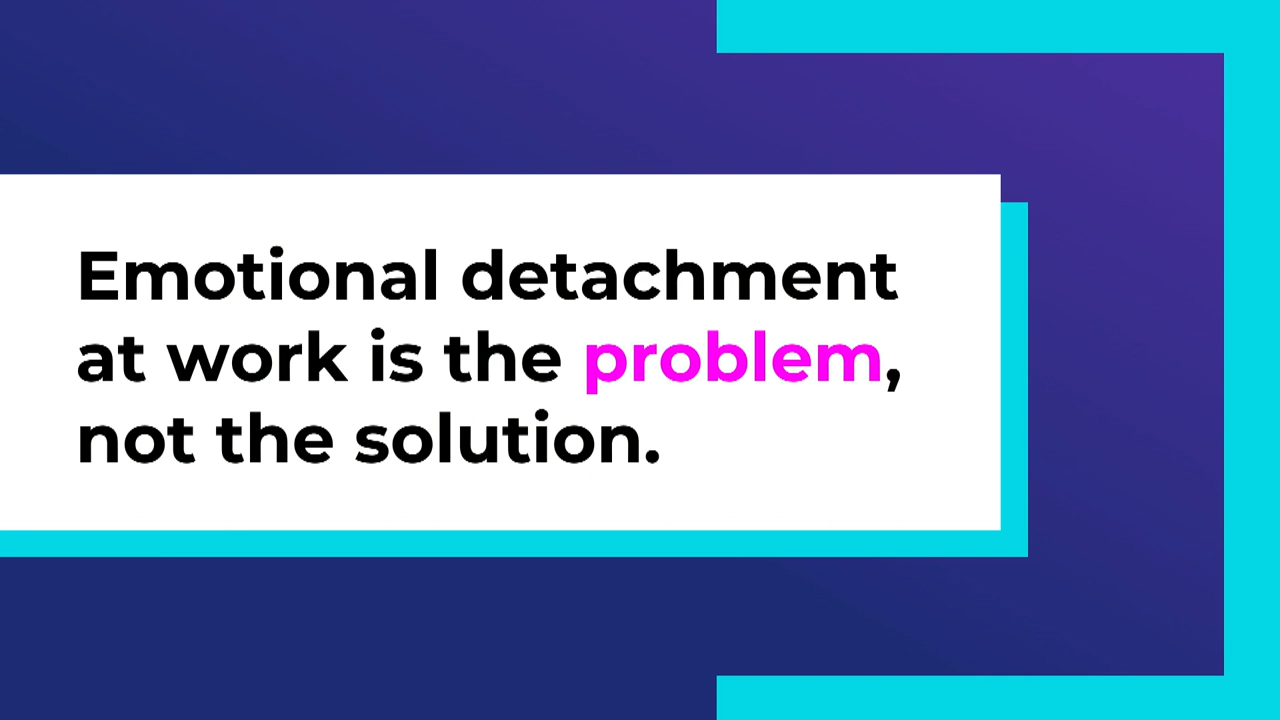 Emotional detachment
at work is the problem,
not the solution.